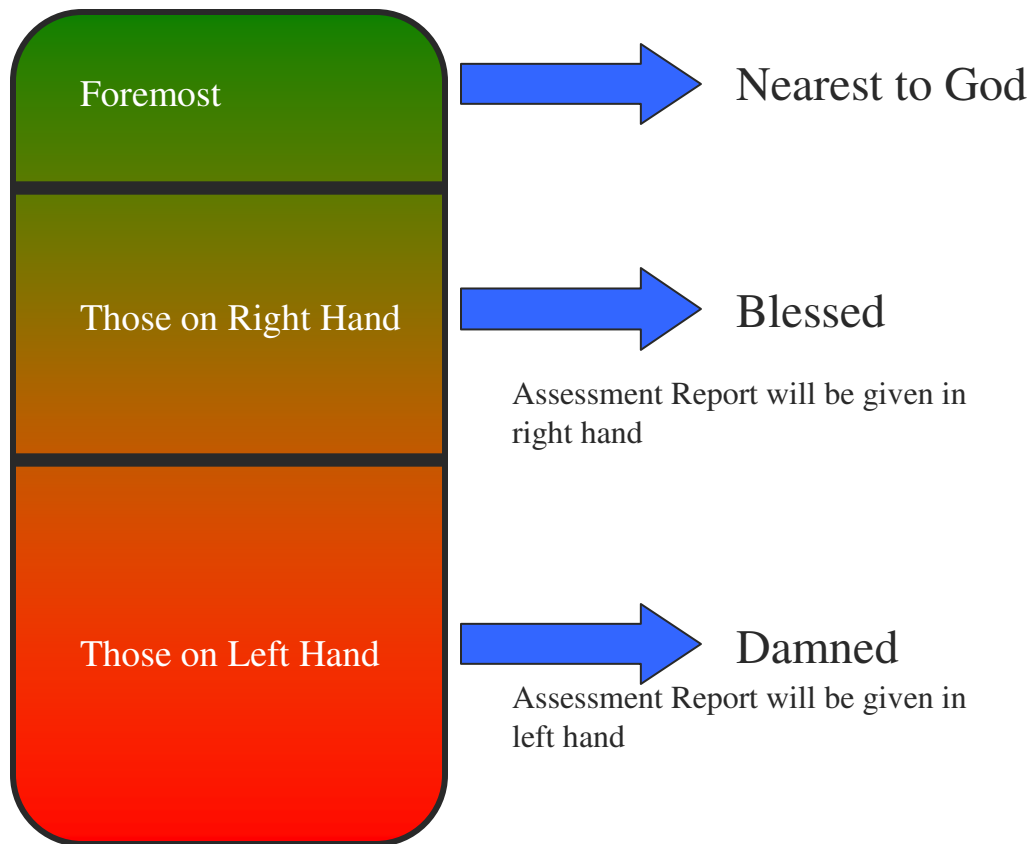 Foremost
Nearest to God
Those on Right Hand
Blessed
Assessment Report will be given in
right hand
Those on Left Hand
Damned
Assessment Report will be given in
left hand